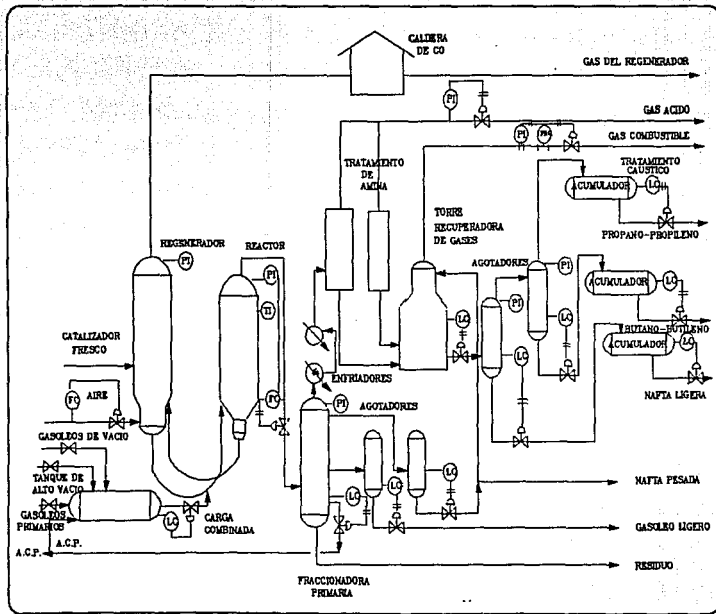 CALDERA
DE CO
GAS DEL REGENERADOR
PI
GAS ACIDO
PI
GAS COMBUSTIBLE
TRATAMIENTO
DE
AMINA
TRATAMIENTO
CAUSTICO
ACUMULADOR
LC
PROPANO-PROPILENO
TORRE
RECUPERADORA
DE GASES
REGENERADOR
REACTOR
AGOTADORES
PI
PI
PI
PI
TI
ACUMULADOR
LC
BUTANO-BUTILENO
ACUMULADOR
LC
NAFTA LIGERA
LC
LC
LC
CATALIZADOR
FRESCO
FC
AIRE
ENFRIADORES
PI
AGOTADORES
GASOLEOS DE VACIO
TANQUE DE
ALTO VACIO
GASOLEOS
PRIMARIOS
LC
CARGA
COMBINADA
LC
LC
LC
NAFTA PESADA
GASOLEO LIGERO
A.C.P.
A.C.P.
RESIDUO
FRACCIONADORA
PRIMARIA